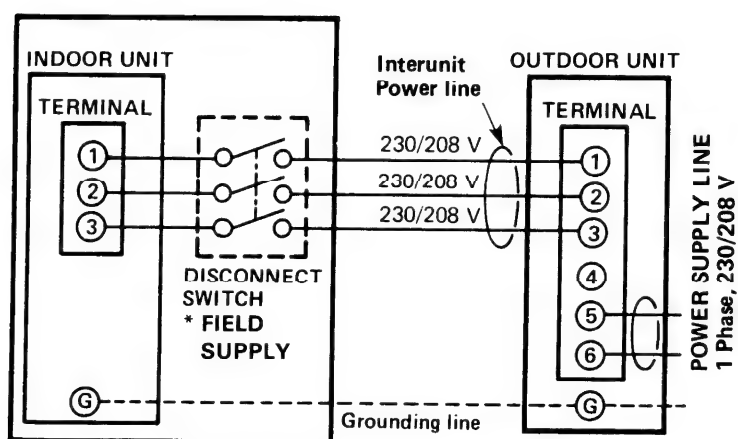 INDOOR UNIT
TERMINAL
1
2
3
G
DISCONNECT
SWITCH
* FIELD
SUPPLY
Interunit
Power line
230/208 V
230/208 V
230/208 V
Grounding line
OUTDOOR UNIT
TERMINAL
1
2
3
4
5
6
G
POWER SUPPLY LINE
1 Phase, 230/208 V